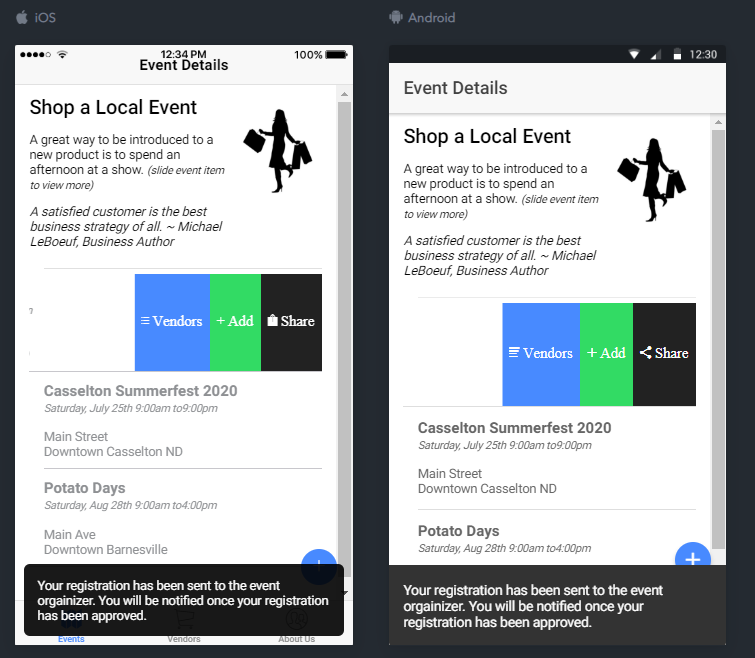 iOS
Android
12:34 PM
100%
Event Details
Shop a Local Event
A great way to be introduced to a
new product is to spend an
afternoon at a show. (slide event item
to view more)
A satisfied customer is the best
business strategy of all. ~ Michael
LeBoeuf, Business Author
Vendors
+ Add
Share
Casselton Summerfest 2020
Saturday, July 25th 9:00am to9:00pm
Main Street
Downtown Casselton ND
Potato Days
Saturday, Aug 28th 9:00am to4:00pm
Main Ave
Downtown Barnesville
+
Your registration has been sent to the event
orgainizer. You will be notified once your registration
has been approved.
Events
Vendors
About Us
12:30
Event Details
Shop a Local Event
A great way to be introduced to a
new product is to spend an
afternoon at a show. (slide event item
to view more)
A satisfied customer is the best
business strategy of all. ~ Michael
LeBoeuf, Business Author
Vendors
+ Add
Share
Casselton Summerfest 2020
Saturday, July 25th 9:00am to9:00pm
Main Street
Downtown Casselton ND
Potato Days
Saturday, Aug 28th 9:00am to4:00pm
+
Your registration has been sent to the event
orgainizer. You will be notified once your
registration has been approved.